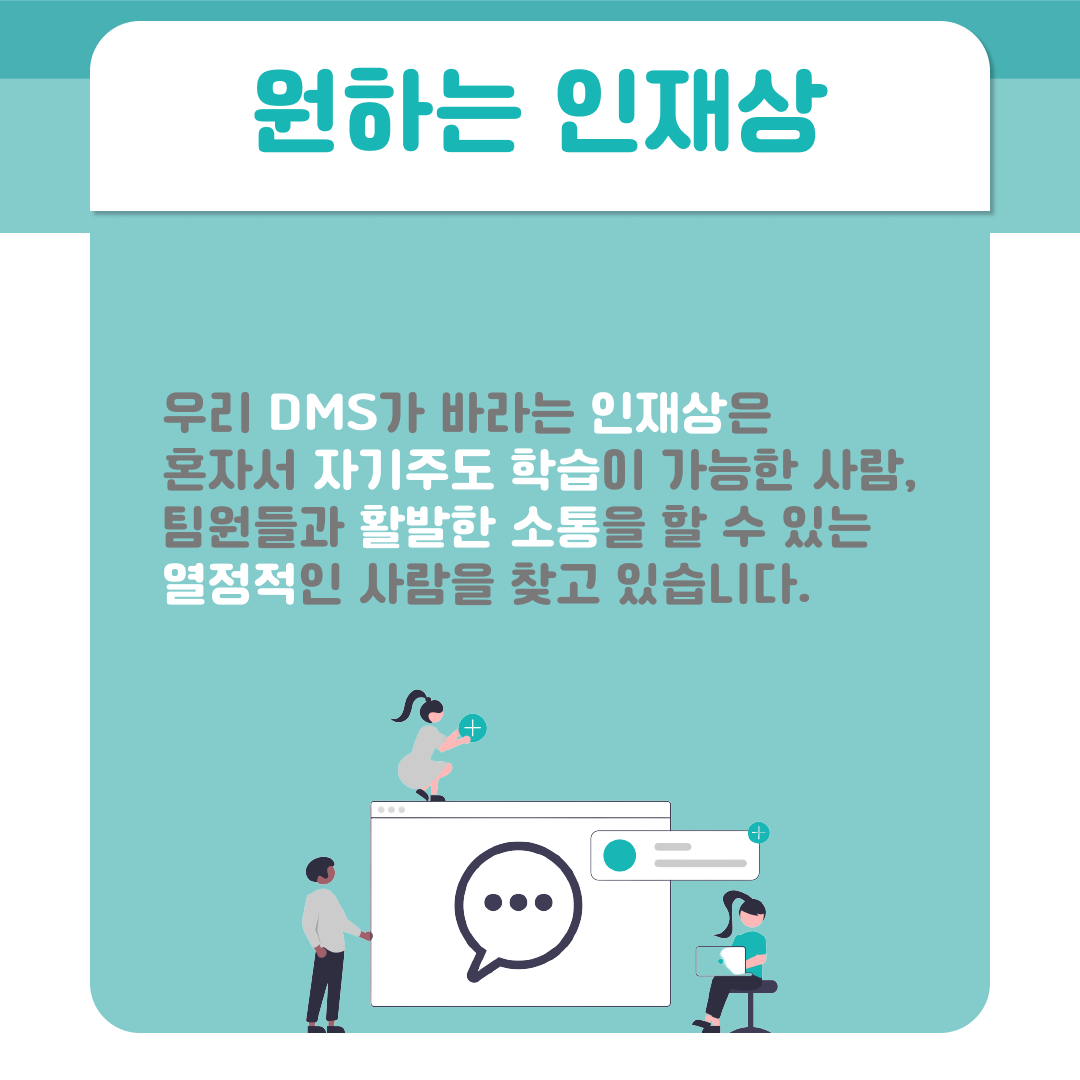 원하는 인재상
우리 DMS가 바라는 인재상은
혼자서 자기주도 학습이 가능한 사람,
팀원들과 활발한 소통을 할 수 있는
열정적인 사람을 찾고 있습니다.